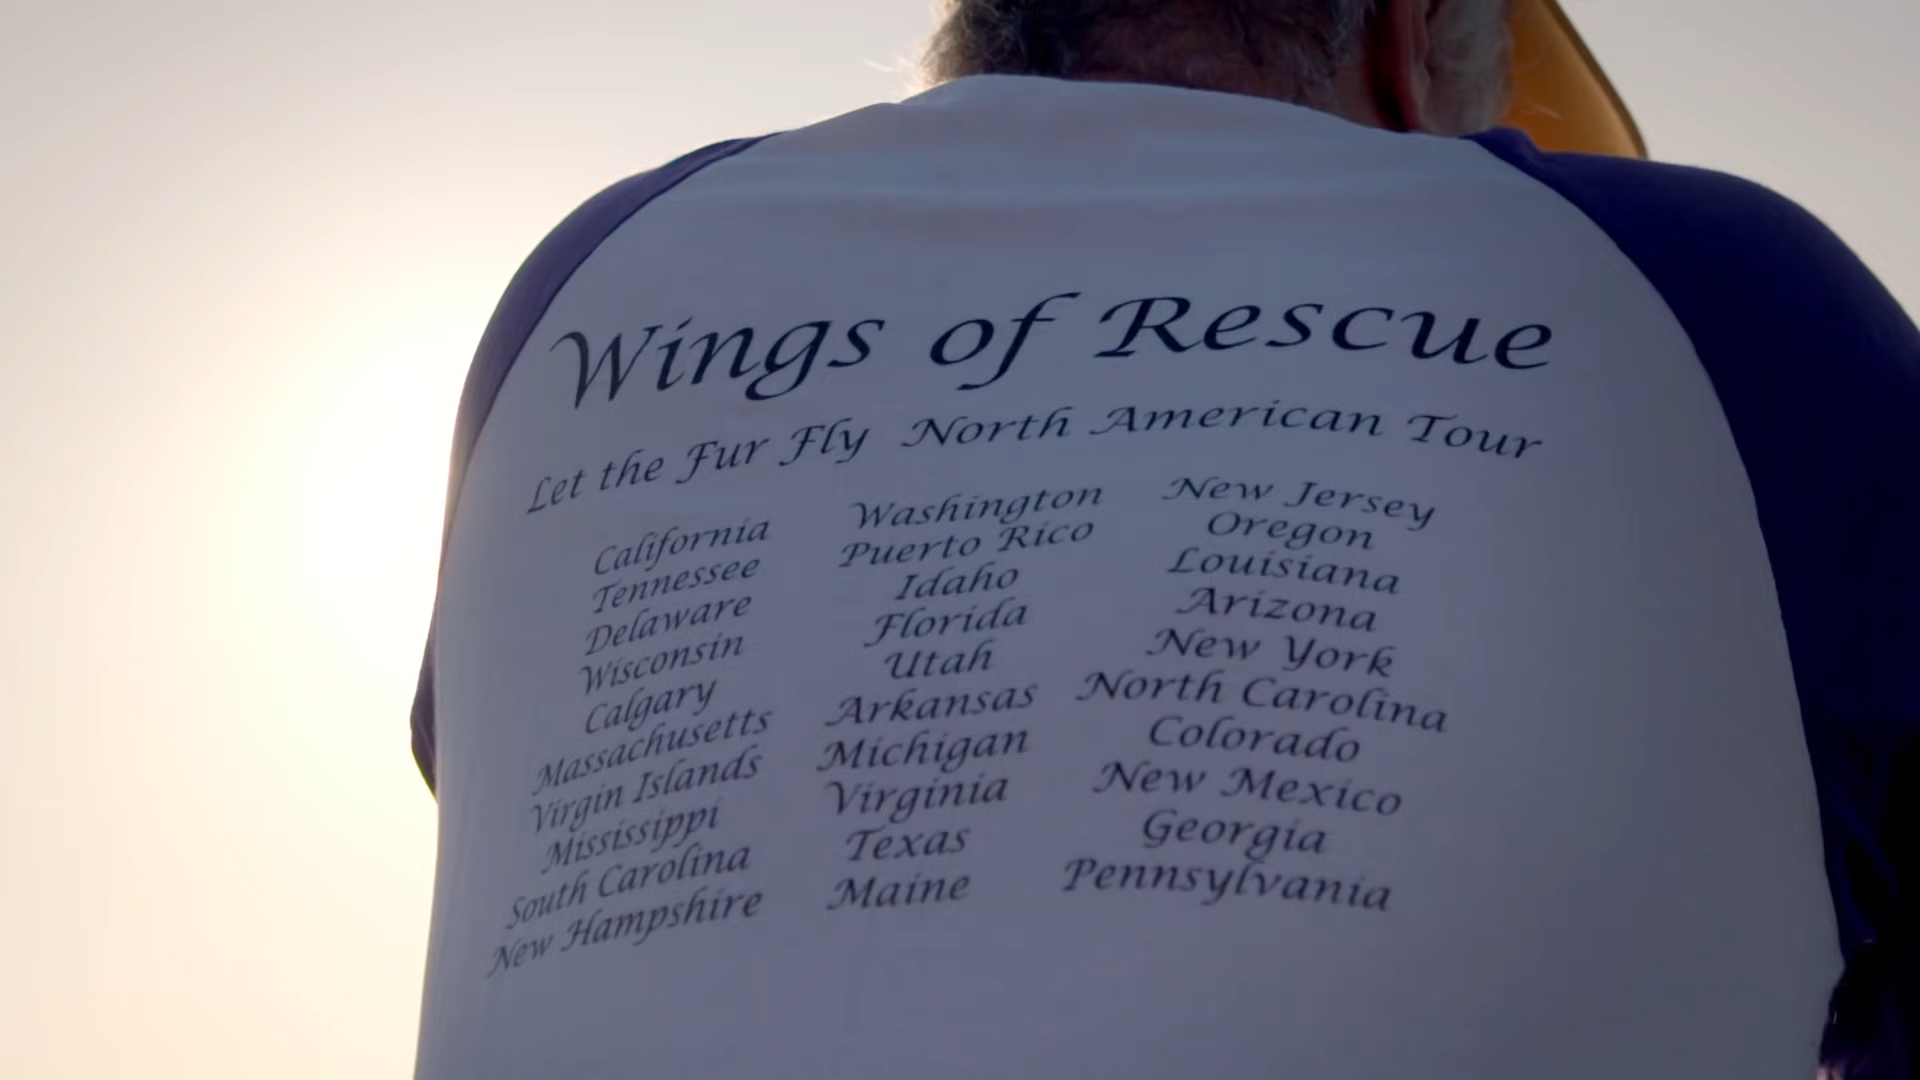 Wings of Rescue
Let the Fur Fly North American Tour
California
Tennessee
Delaware
Wisconsin
Calgary
Massachusetts
Virgin Islands
Mississippi
South Carolina
New Hampshire
Washington
Puerto Rico
Idaho
Florida
Utah
Arkansas
Michigan
Virginia
Texas
Maine
New Jersey
Oregon
Louisiana
Arizona
New York
North Carolina
Colorado
New Mexico
Georgia
Pennsylvania